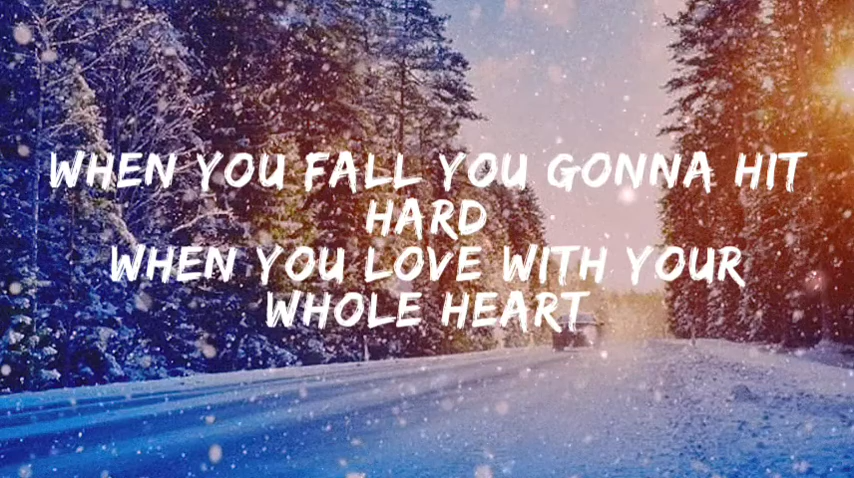 WHEN YOU FALL YOU GONNA HIT
HARD
WHEN YOU LOVE WITH YOUR
WHOLE HEART